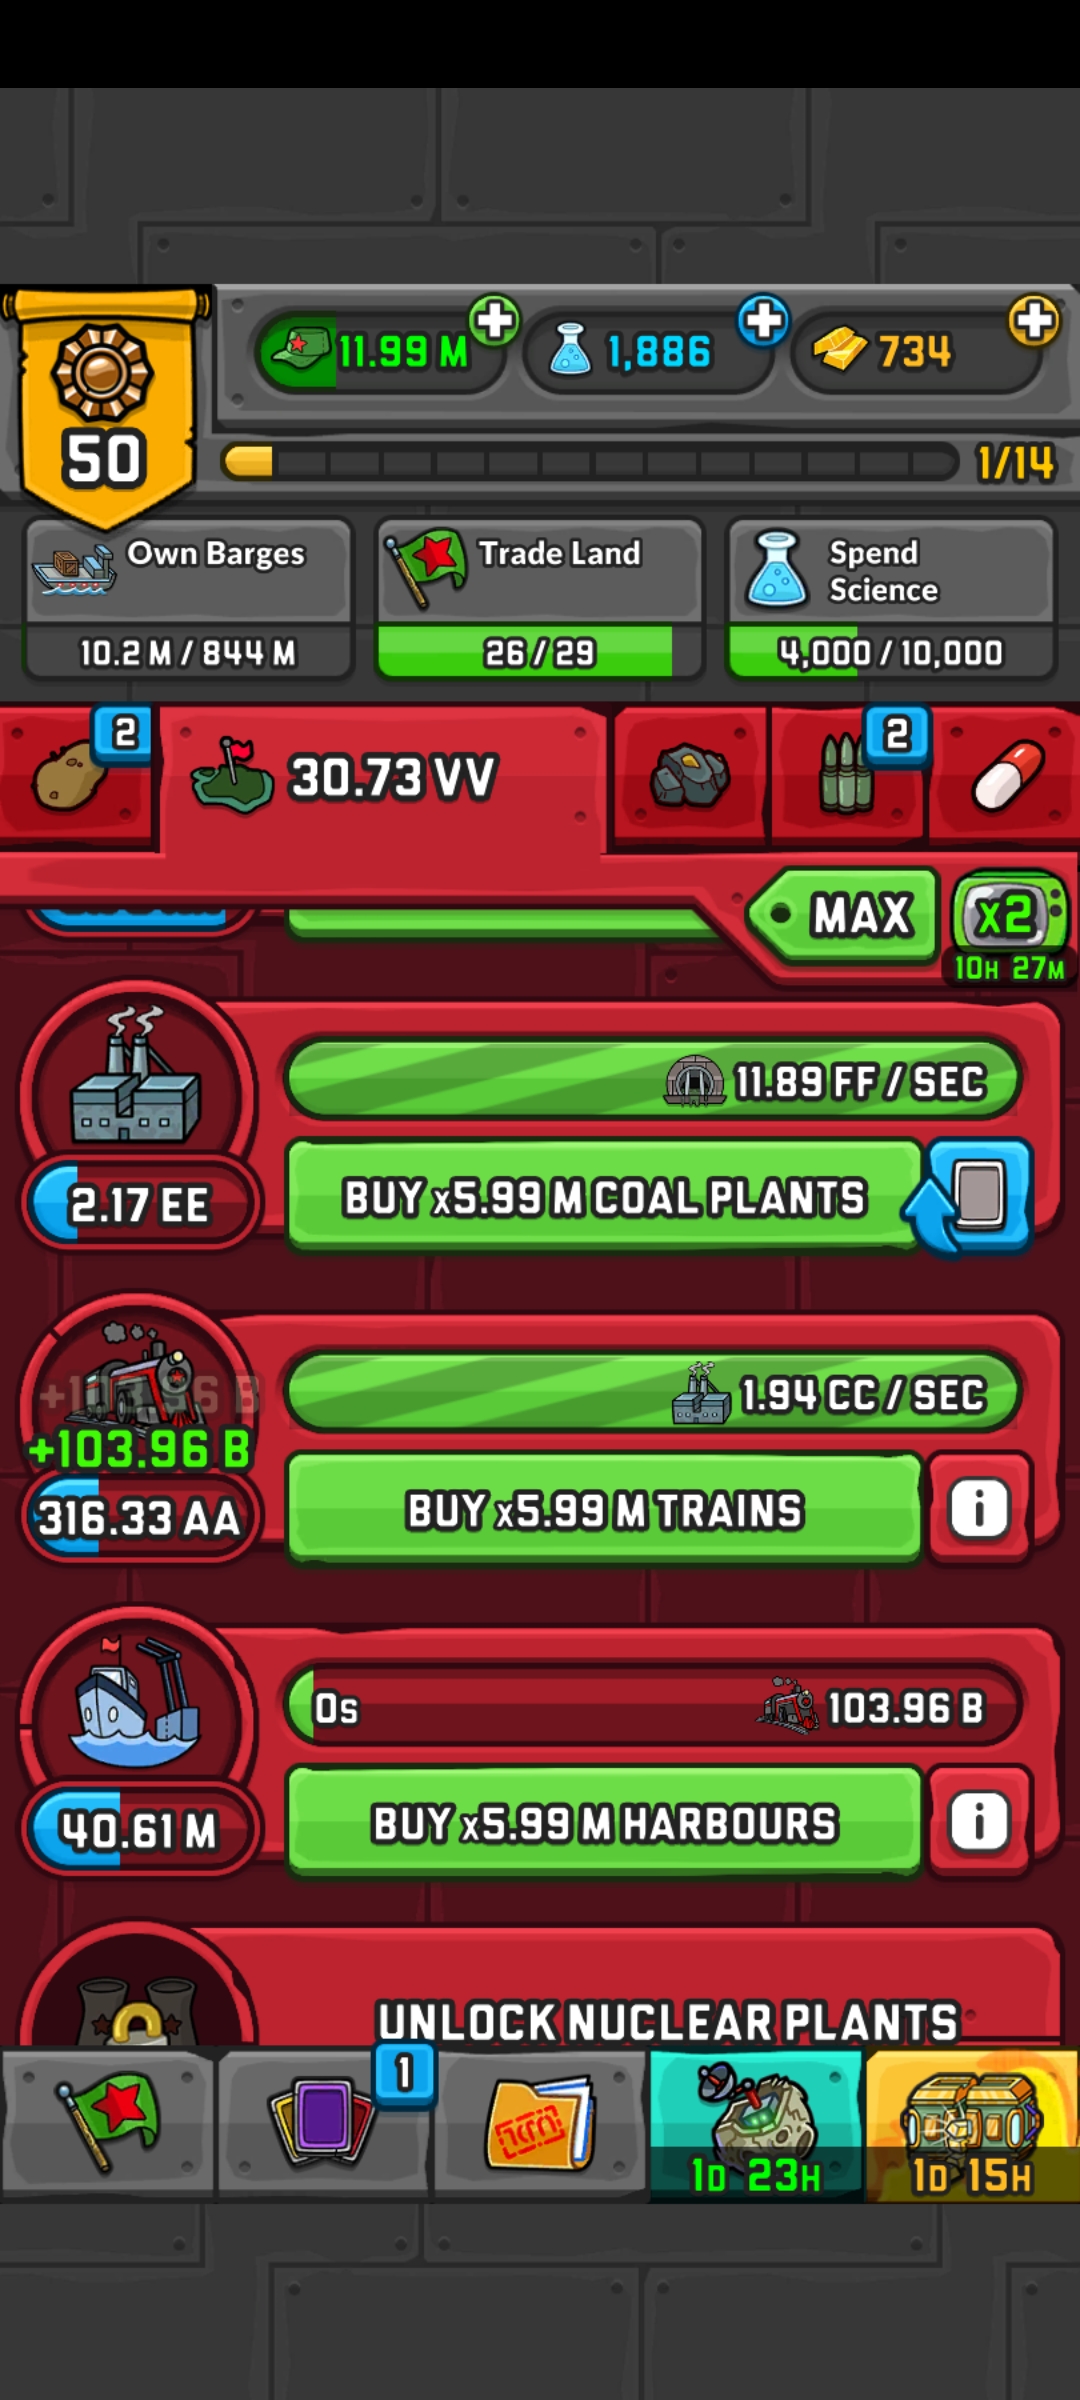 11.99 M
1,886
734
50
1/14
Own Barges
10.2 M / 844 M
Trade Land
26 / 29
Spend
Science
4,000 / 10,000
2
30.73 VV
2
MAX
x2
10H 27M
11.89 FF / SEC
2.17 EE
BUY x5.99 M COAL PLANTS
1.94 CC / SEC
+103.96 B
+103.96 B
316.33 AA
BUY x5.99 M TRAINS
i
0s
103.96 B
40.61 M
BUY x5.99 M HARBOURS
i
UNLOCK NUCLEAR PLANTS
1
1D 23H
1D 15H